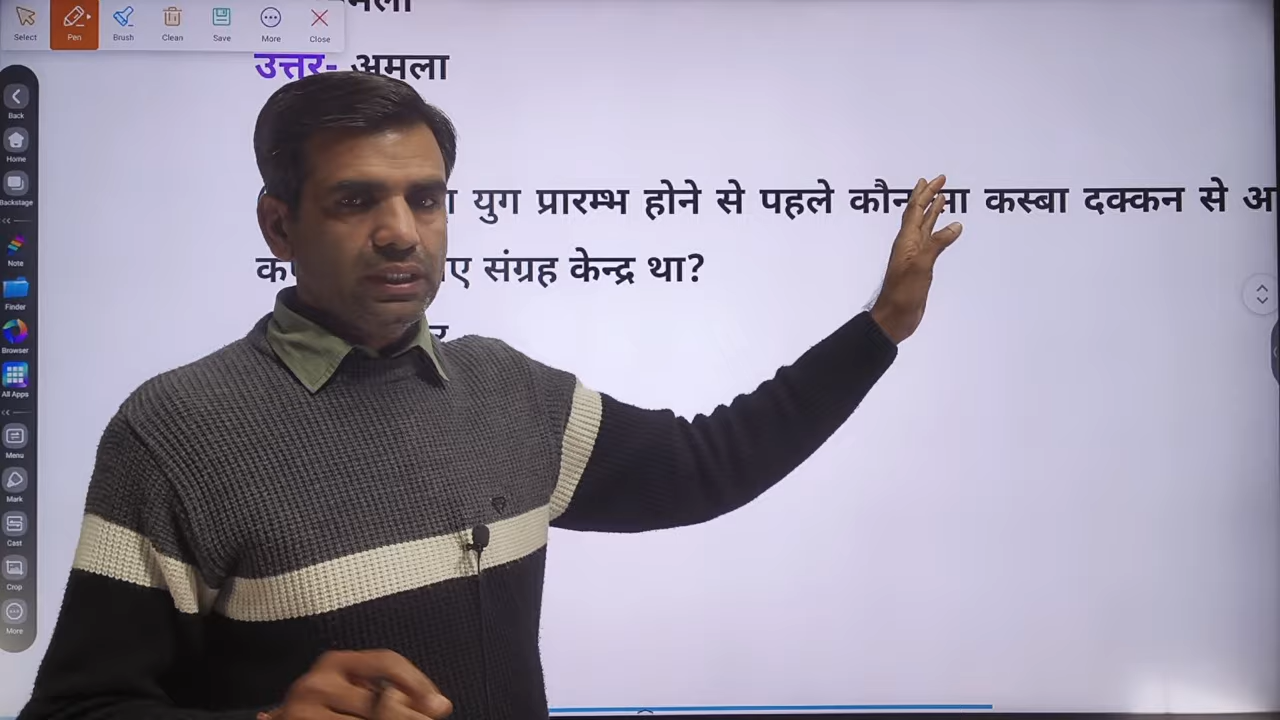 Select Pen Brush Clean Save More Close
उत्तर- अमला
युग प्रारम्भ होने से पहले कौन सा कस्बा दक्कन से
संग्रह केन्द्र था?
Back
Home
Backstage
Note
Finder
Browser
All Apps
Menu
Mark
Cast
Crop
More